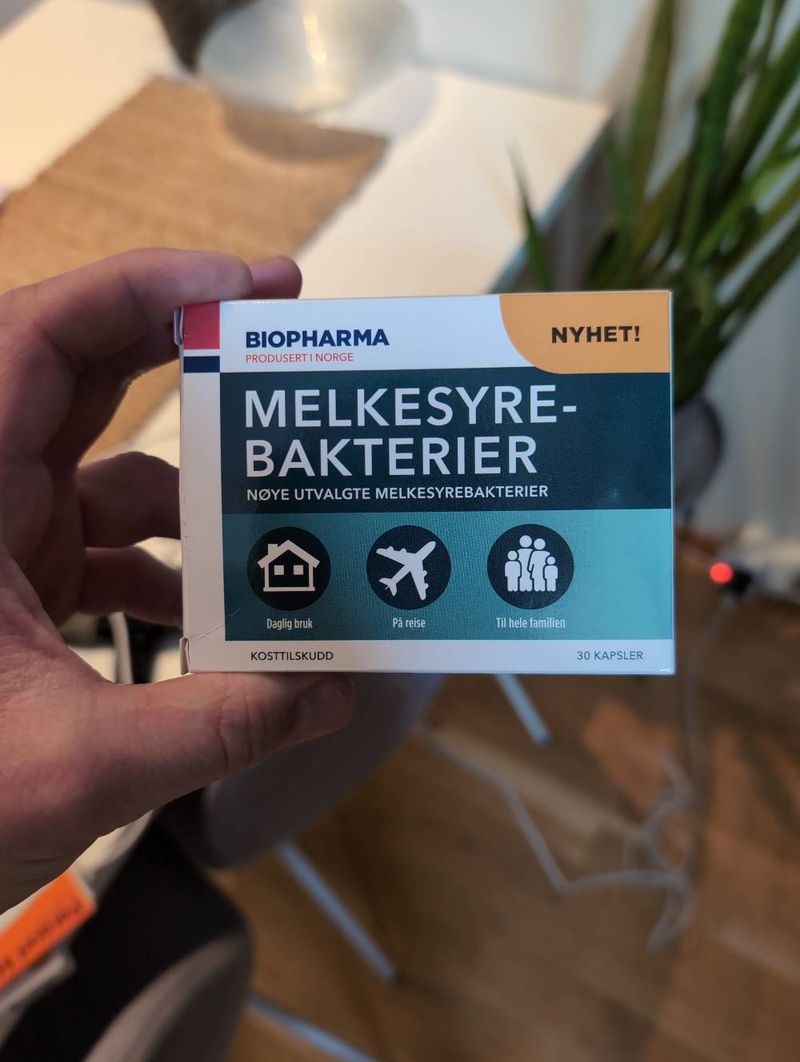 BIOPHARMA
PRODUSERT I NORGE
NYHET!
MELKESYRE-
BAKTERIER
NØYE UTVALGTE MELKESYREBAKTERIER
Daglig bruk
På reise
Til hele familien
KOSTTILSKUDD
30 KAPSLER